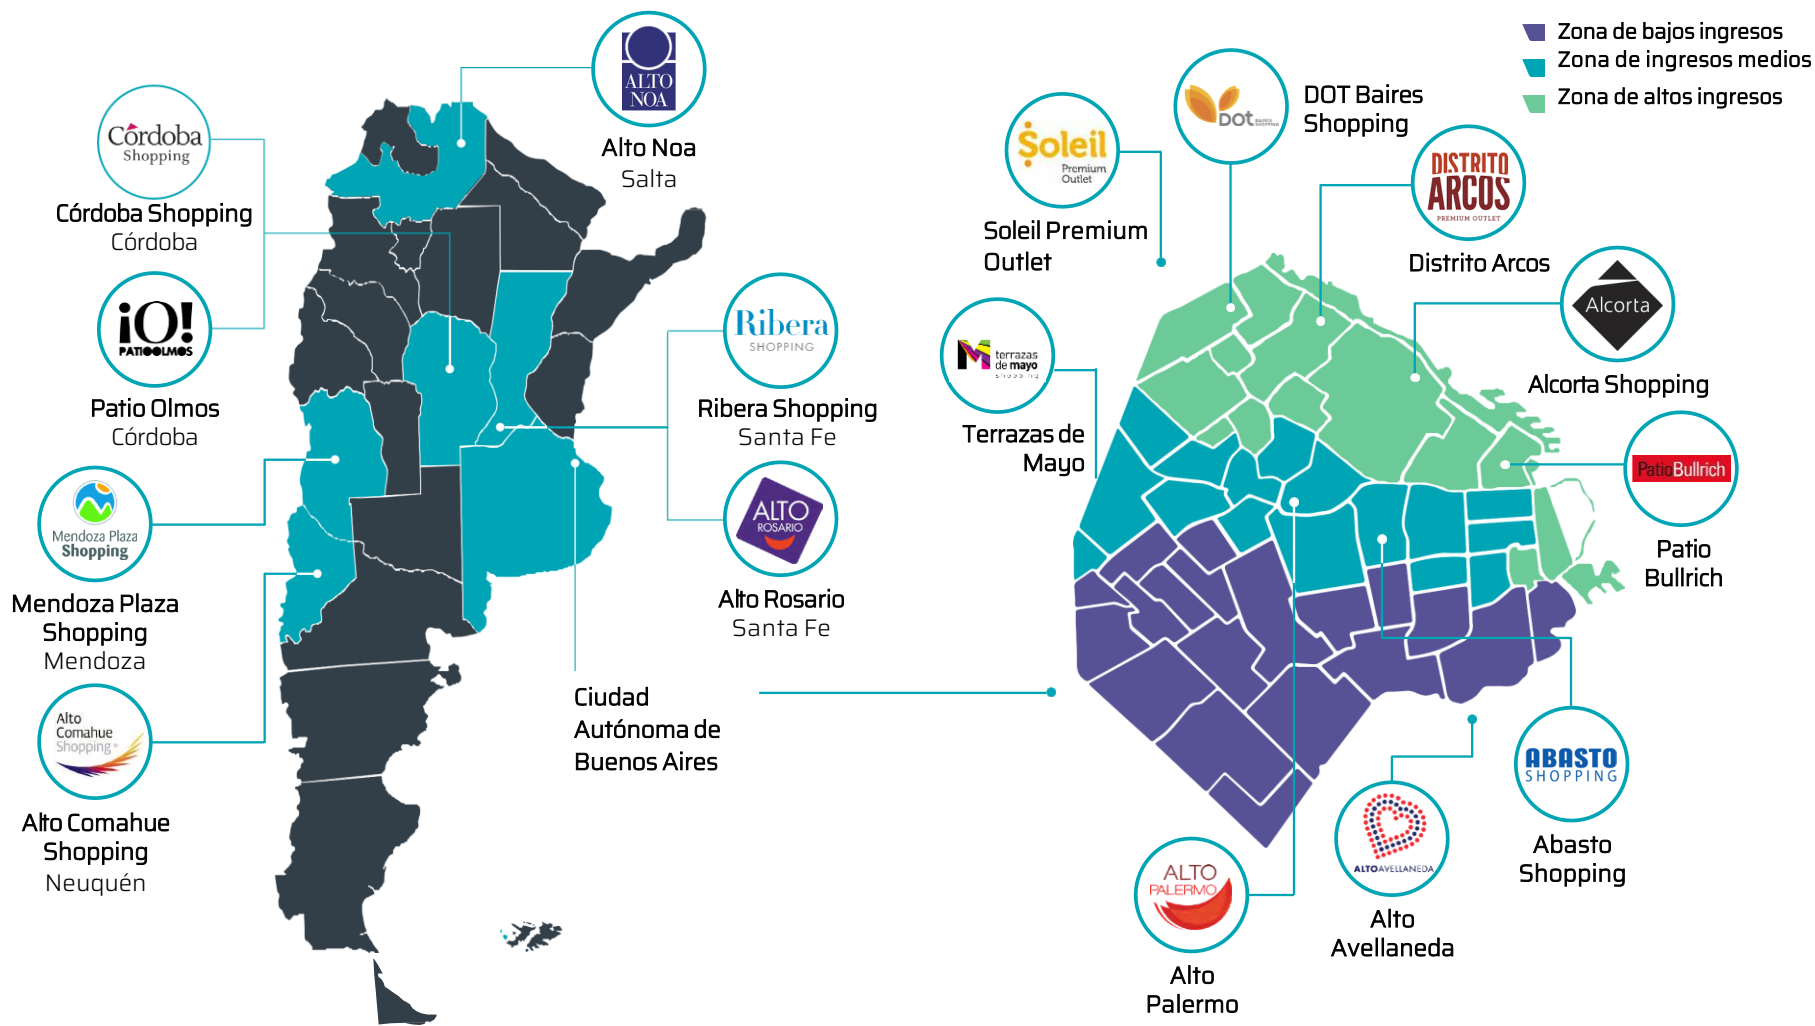 ALTO
NOA
Alto Noa
Salta
Córdoba
Shopping
Córdoba Shopping
Córdoba
¡O!
PATIOOLMOS
Patio Olmos
Córdoba
Mendoza Plaza
Shopping
Mendoza Plaza
Shopping
Mendoza
Alto
Comahue
Shopping
Alto Comahue
Shopping
Neuquén
Ribera
SHOPPING
Ribera Shopping
Santa Fe
ALTO
ROSARIO
Alto Rosario
Santa Fe
Ciudad
Autónoma de
Buenos Aires
Zona de bajos ingresos
Zona de ingresos medios
Zona de altos ingresos
Soleil
Premium
Outlet
Soleil Premium
Outlet
DOT
BAIRES
SHOPPING
DOT Baires
Shopping
DISTRITO
ARCOS
PREMIUM OUTLET
Distrito Arcos
Alcorta
Alcorta Shopping
terrazas
de mayo
shopping
Terrazas de
Mayo
PatioBullrich
Patio
Bullrich
ABASTO
SHOPPING
Abasto
Shopping
ALTOAVELLANEDA
Alto
Avellaneda
ALTO
PALERMO
Alto
Palermo